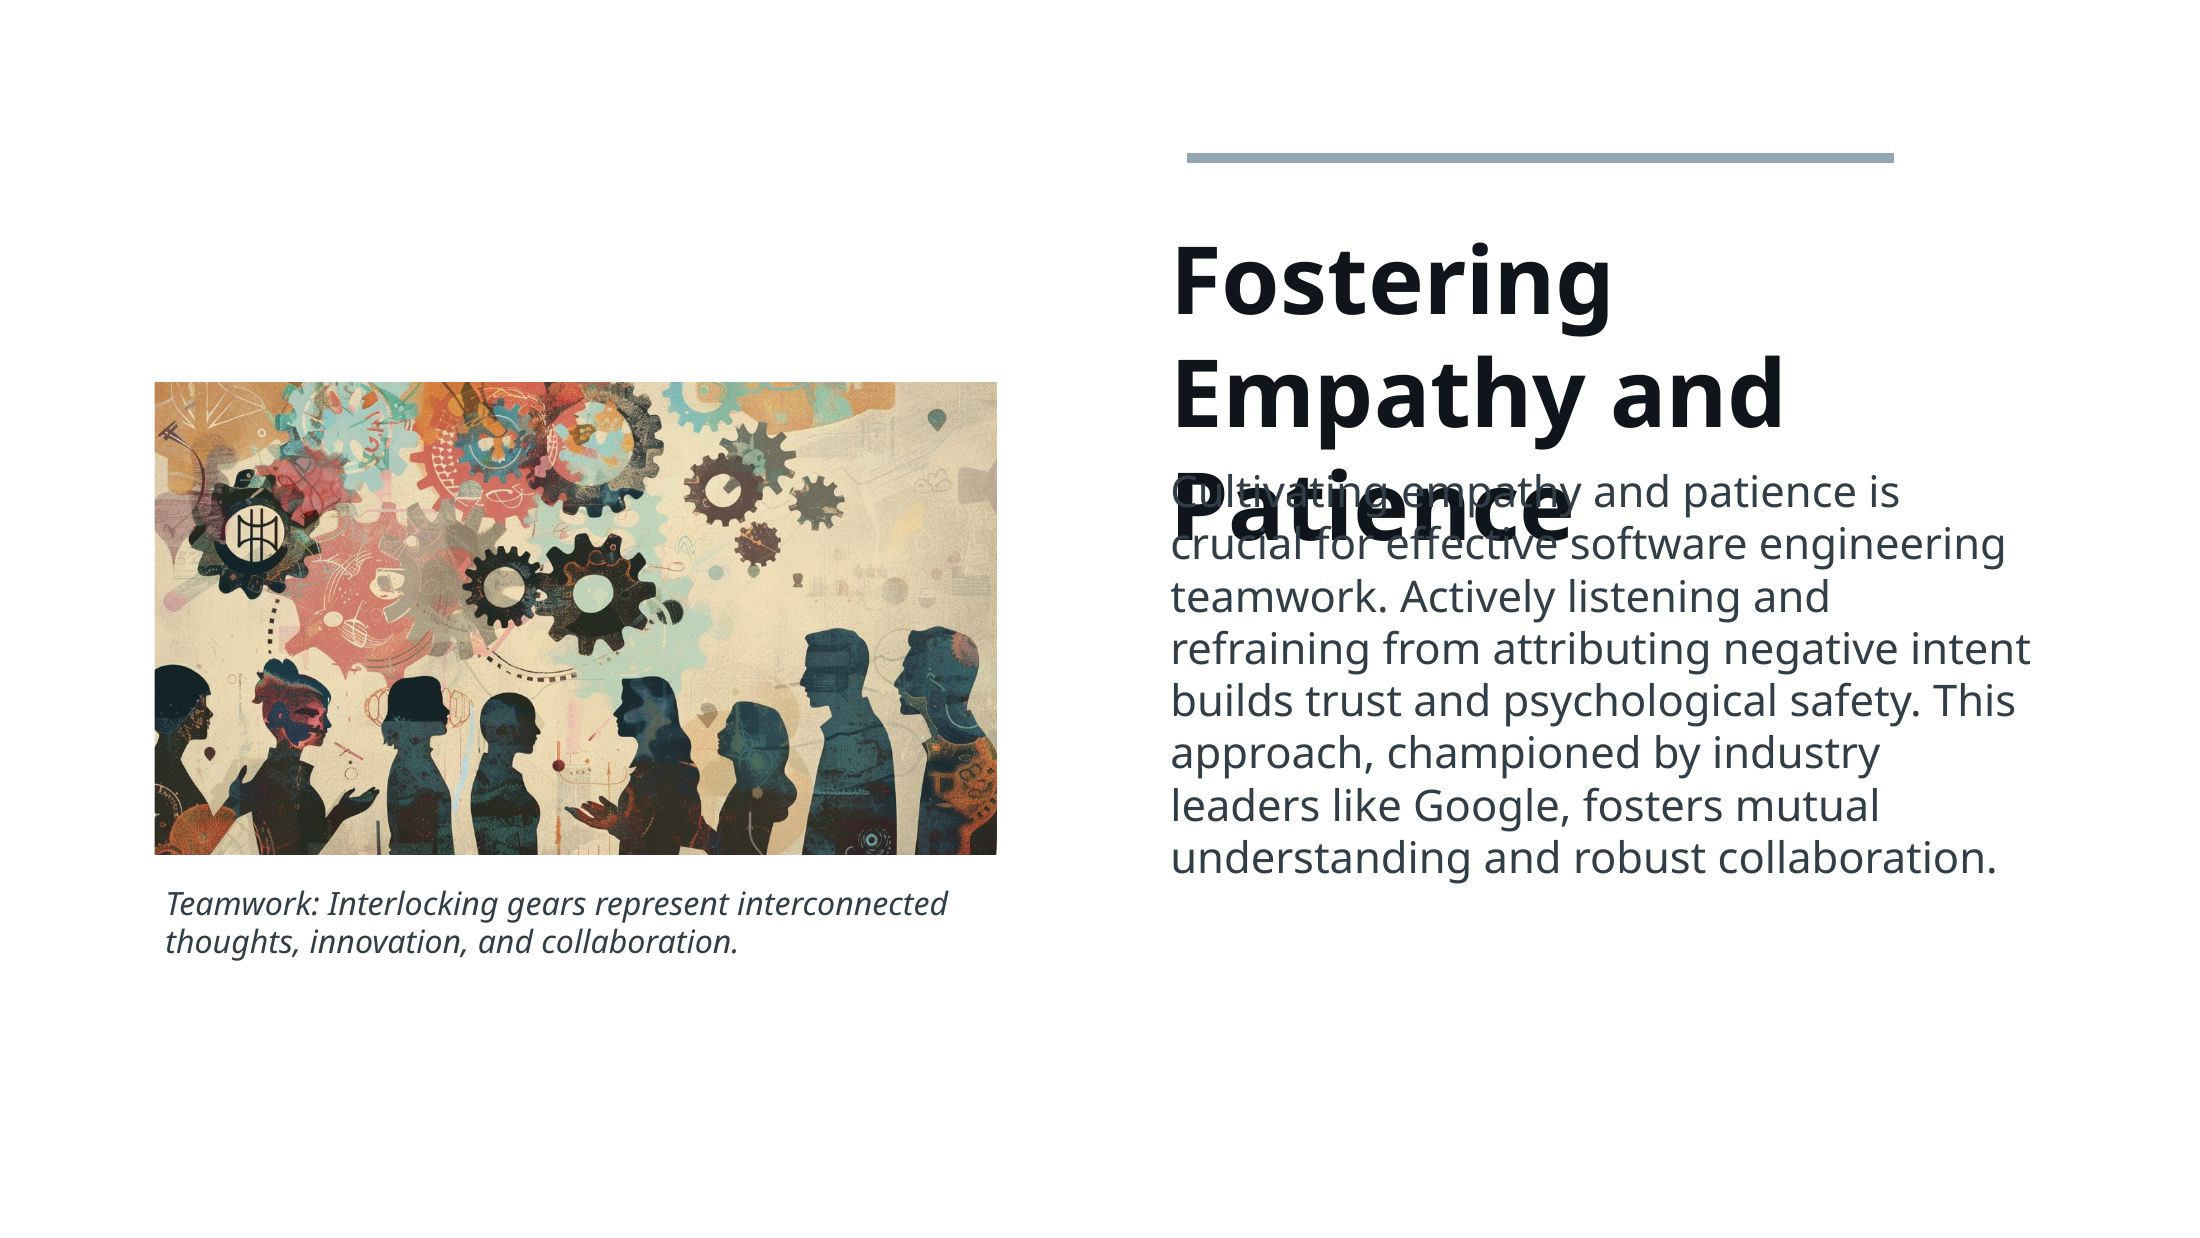 Fostering
Empathy and
Patience
Cultivating empathy and patience is
crucial for effective software engineering
teamwork. Actively listening and
refraining from attributing negative intent
builds trust and psychological safety. This
approach, championed by industry
leaders like Google, fosters mutual
understanding and robust collaboration.
Teamwork: Interlocking gears represent interconnected
thoughts, innovation, and collaboration.